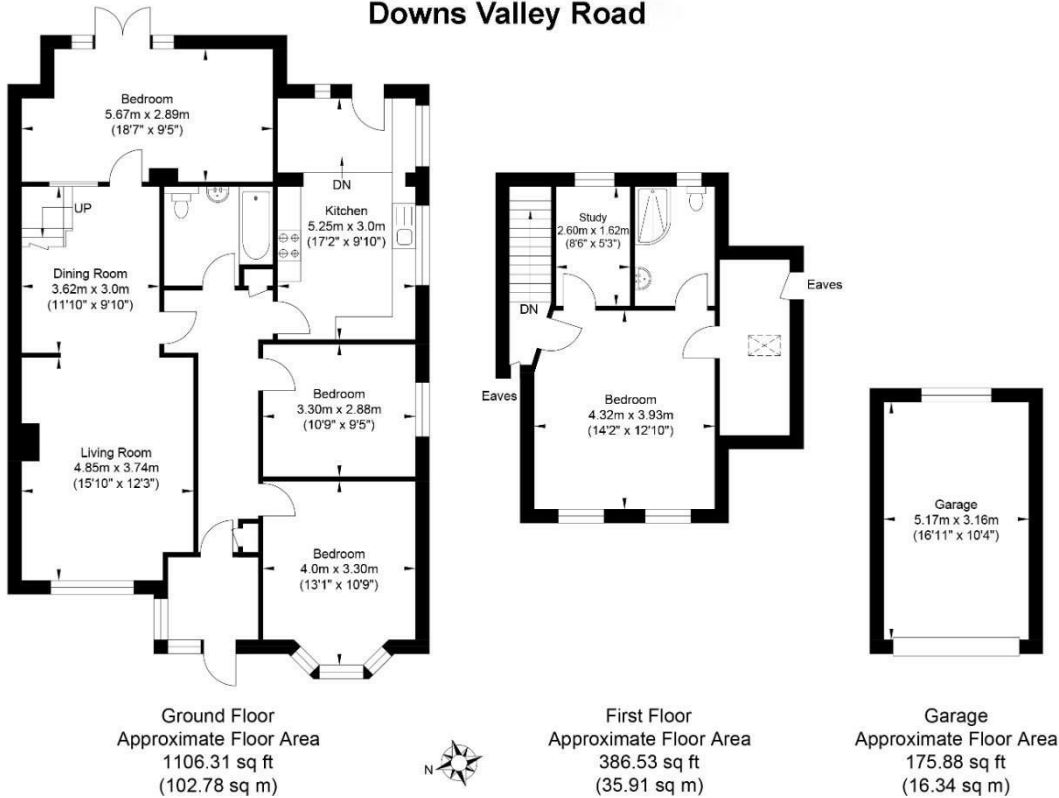 Downs Valley Road
Bedroom
5.67m x 2.89m
(18'7" x 9'5")
DN
UP
Kitchen
5.25m x 3.0m
(17'2" x 9'10")
Dining Room
3.62m x 3.0m
(11'10" x 9'10")
Bedroom
3.30m x 2.88m
(10'9" x 9'5")
Living Room
4.85m x 3.74m
(15'10" x 12'3")
Bedroom
4.0m x 3.30m
(13'1" x 10'9")
Study
2.60m x 1.62m
(8'6" x 5'3")
DN
Eaves
Eaves
Bedroom
4.32m x 3.93m
(14'2" x 12'10")
Garage
5.17m x 3.16m
(16'11" x 10'4")
Ground Floor
Approximate Floor Area
1106.31 sq ft
(102.78 sq m)
N
First Floor
Approximate Floor Area
386.53 sq ft
(35.91 sq m)
Garage
Approximate Floor Area
175.88 sq ft
(16.34 sq m)